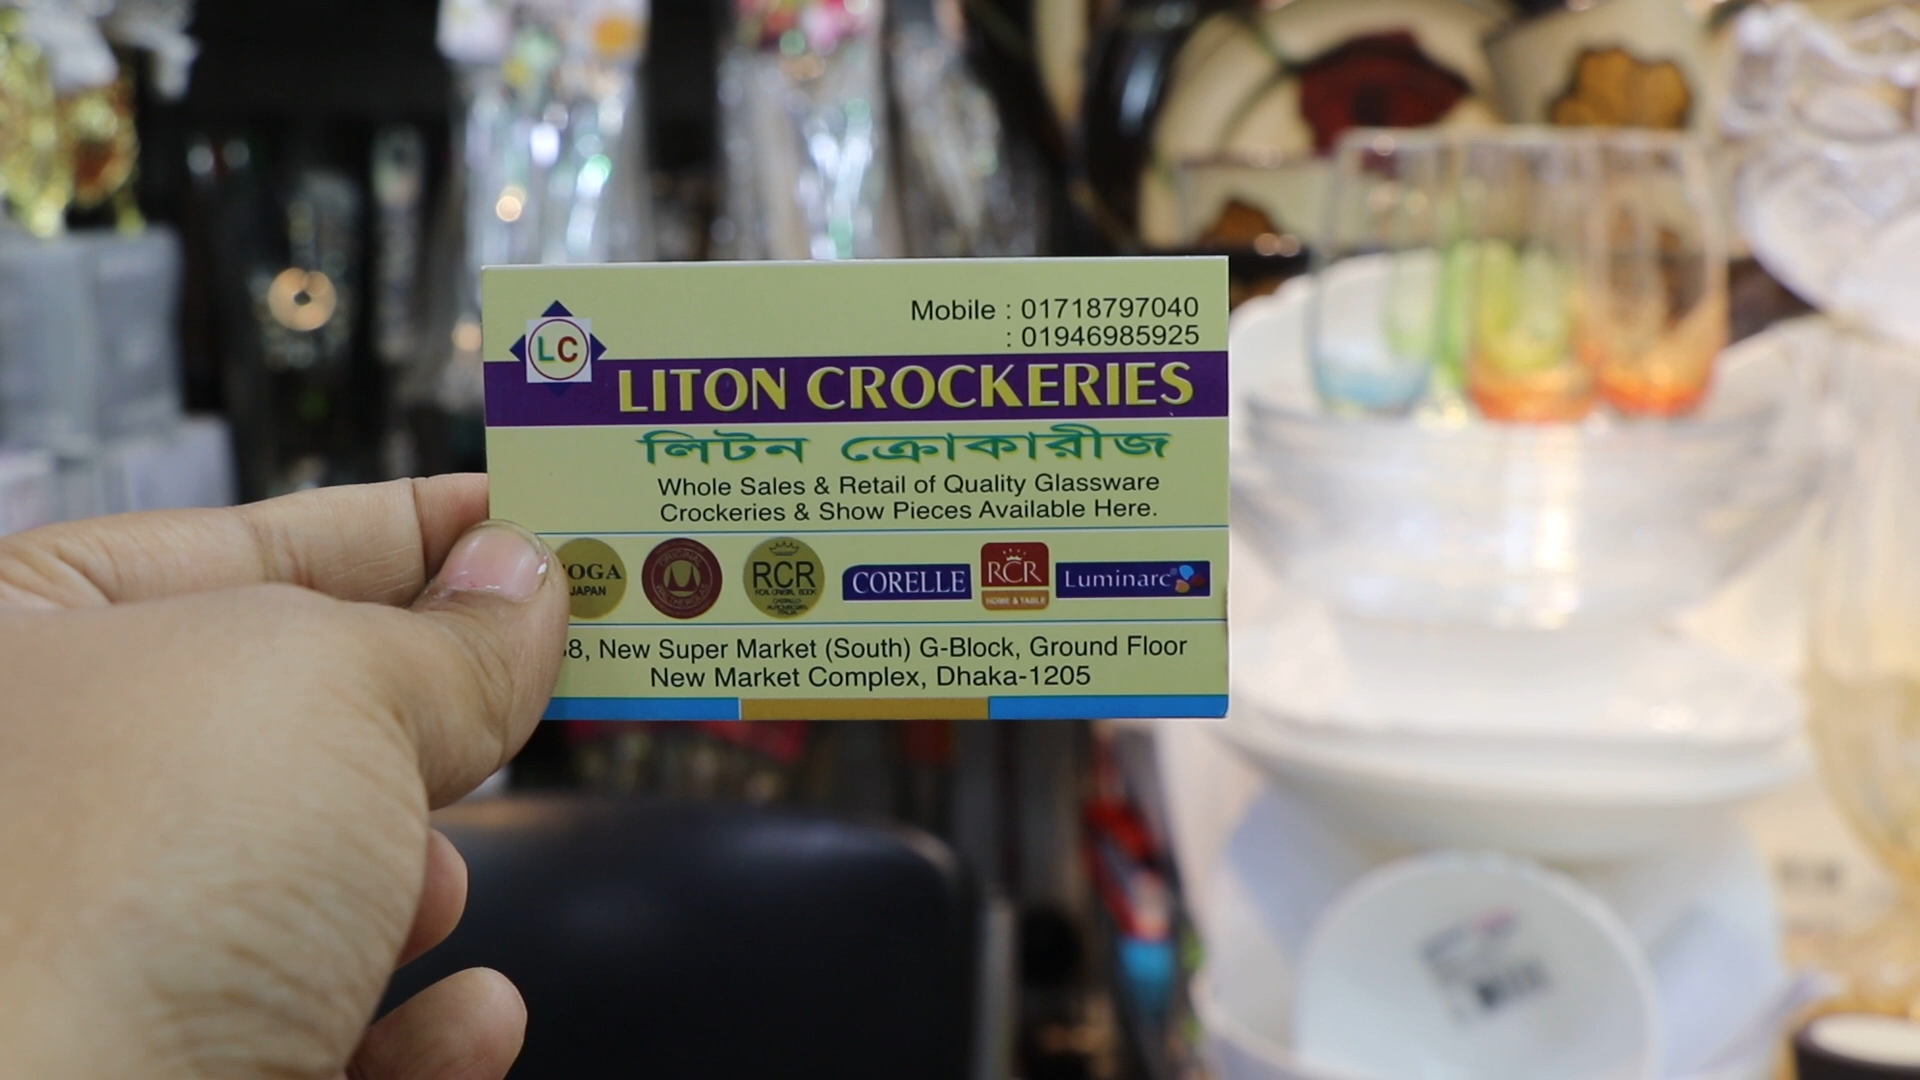 Mobile : 01718797040
: 01946985925
LC
LITON CROCKERIES
লিটন ক্রোকারীজ
Whole Sales & Retail of Quality Glassware
Crockeries & Show Pieces Available Here.
JAPAN
ORIGINAL
RCR
CORELLE
RCR
HOME & TABLE
Luminarc®
New Super Market (South) G-Block, Ground Floor
New Market Complex, Dhaka-1205